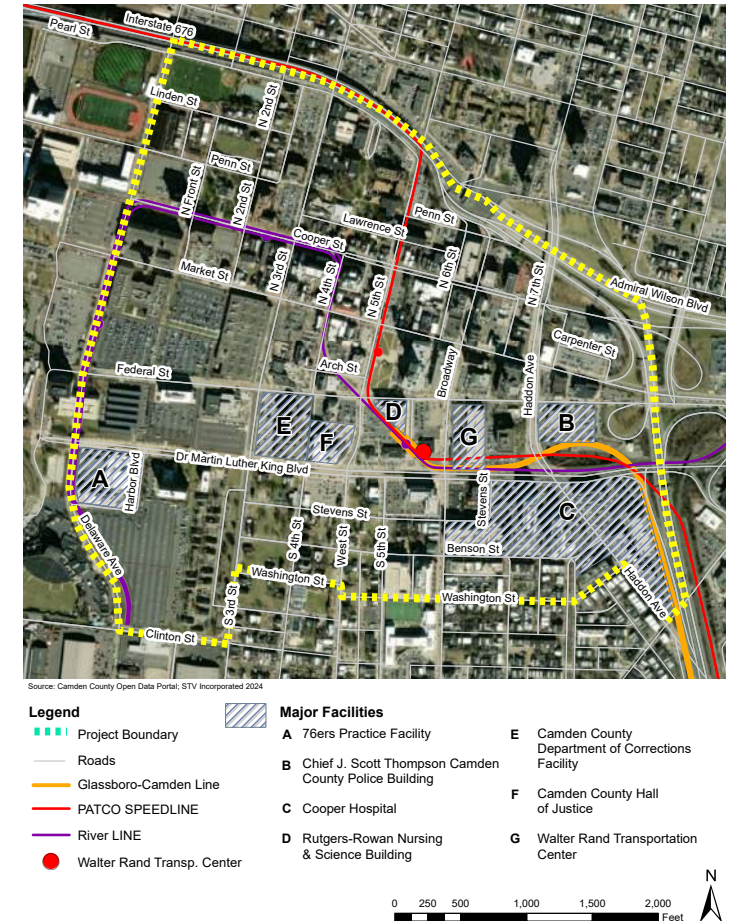 Pearl St
Interstate 676
Linden St
N 2nd St
Penn St
N Front St
N 2nd St
Lawrence St
Penn St
Cooper St
Market St
N 3rd St
N 4th St
N 5th St
N 6th St
N 7th St
Admiral Wilson Blvd
Carpenter St
Arch St
Federal St
Broadway
Haddon Ave
D
E
F
G
B
Dr Martin Luther King Blvd
A
Harbor Blvd
Stevens St
Stevens St
C
Delaware Ave
S 4th St
West St
S 5th St
Benson St
Washington St
Washington St
Haddon Ave
S 3rd St
Clinton St
Source: Camden County Open Data Portal; STV Incorporated 2024
Legend
Project Boundary
Roads
Glassboro-Camden Line
PATCO SPEEDLINE
River LINE
Walter Rand Transp. Center
Major Facilities
A 76ers Practice Facility
B Chief J. Scott Thompson Camden
County Police Building
C Cooper Hospital
D Rutgers-Rowan Nursing
& Science Building
E Camden County
Department of Corrections
Facility
F Camden County Hall
of Justice
G Walter Rand Transportation
Center
N
0 250 500 1,000 1,500 2,000
Feet